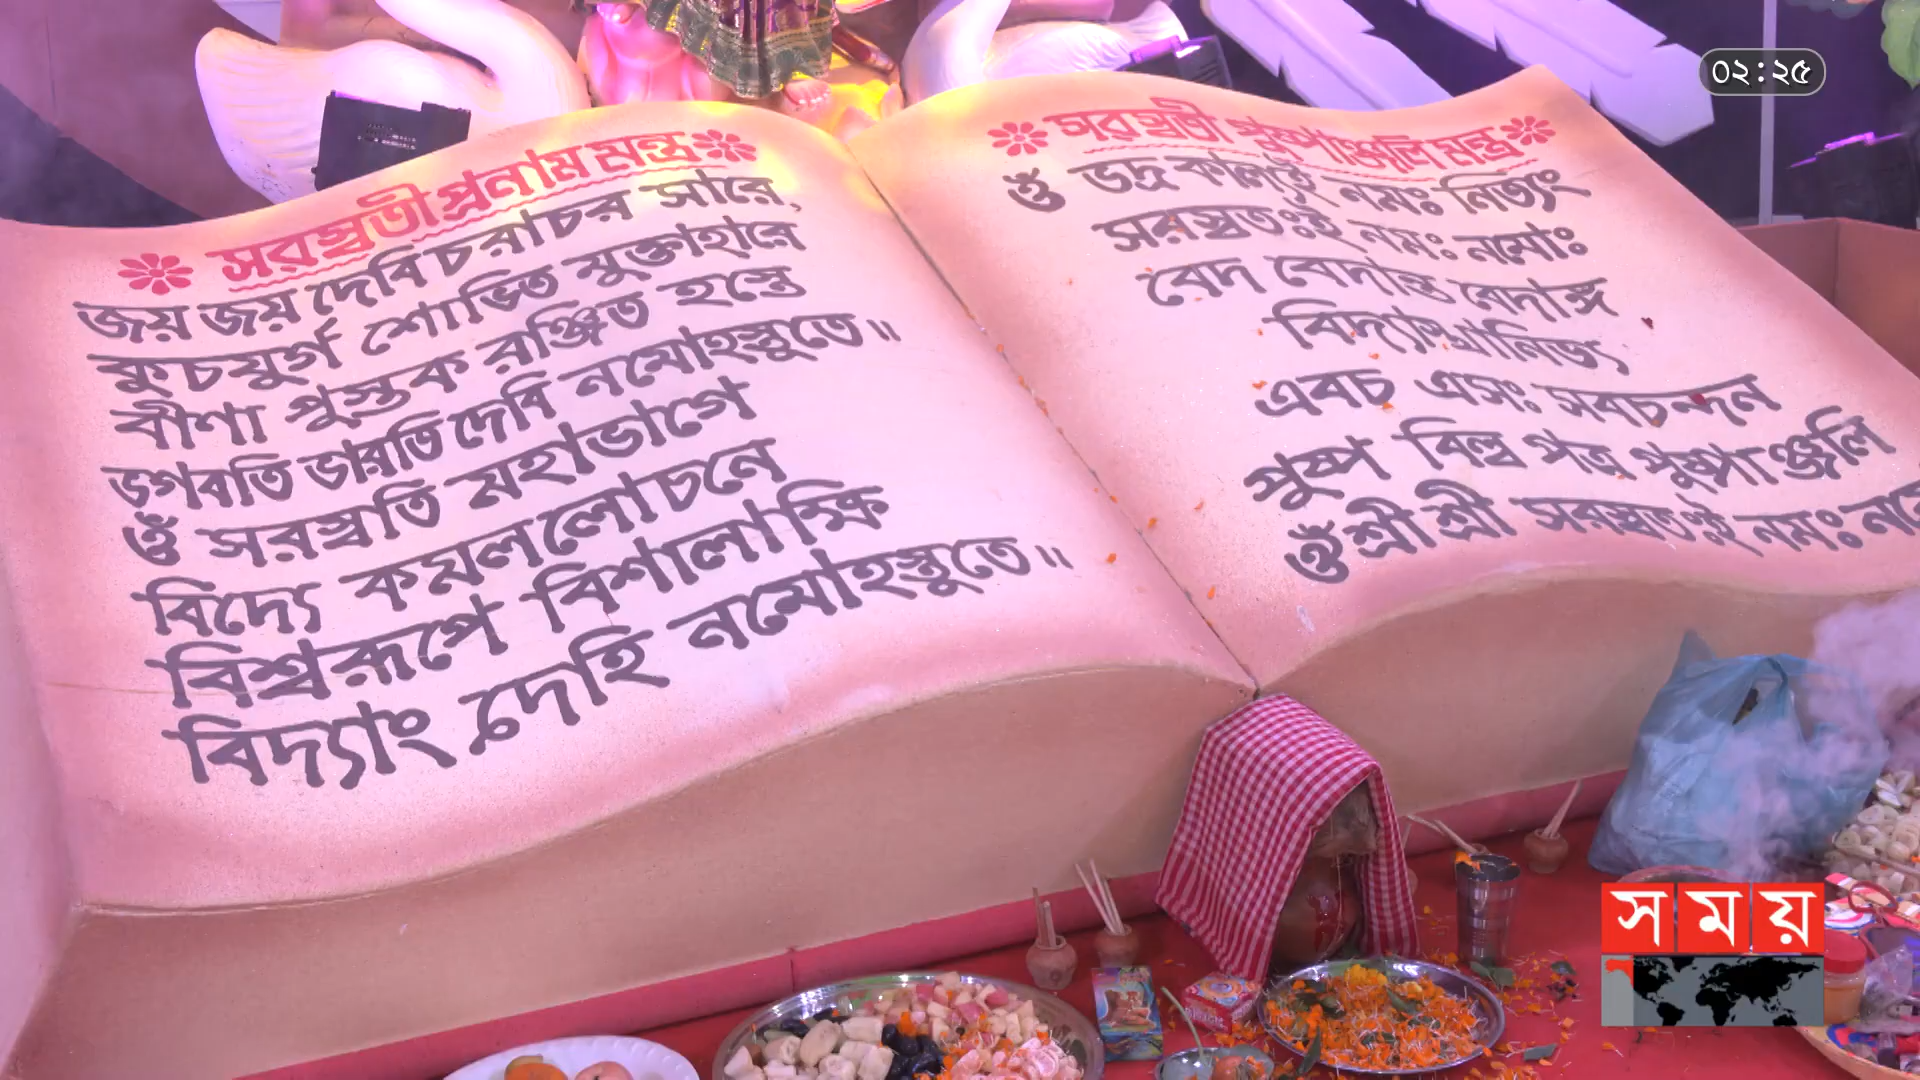 ০২:২৫
সরস্বতী প্রনাম মন্ত্র
জয় জয় দেবি চরাচর সারে,
কুচযুর্গ শোভিত মুক্তাহারে
বীণা পুস্তক রঞ্জিত হস্তে
ভগবতি ভারতি দেবি নমোহস্তুতে॥
ওঁ সরস্বতি মহাভাগে
বিদ্যে কমললোচনে
বিশ্বরূপে বিশালাক্ষি
বিদ্যাং দেহি নমোহস্তুতে॥
সরস্বতী পুষ্পাঞ্জলি মন্ত্র
ওঁ ভদ্র কাল্যই নমঃ নিত্যং
সরস্বতঃই নমঃ নমোঃ
বেদ বেদান্ত বেদাঙ্গ
এবচ এসঃ সবচন্দন
পুষ্প বিল্ব পত্র পুষ্পাঞ্জলি
ওঁ শ্রী শ্রী সরস্বতঃই নমঃ
সময়